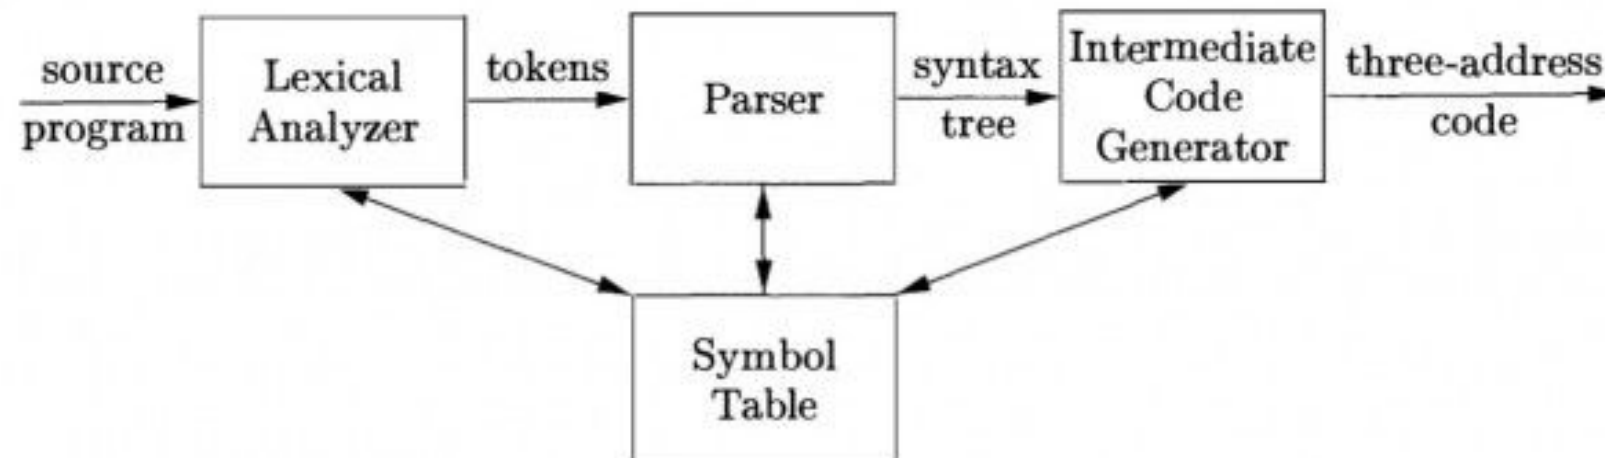 source
program
Lexical
Analyzer
tokens
Parser
syntax
tree
Intermediate
Code
Generator
three-address
code
Symbol
Table